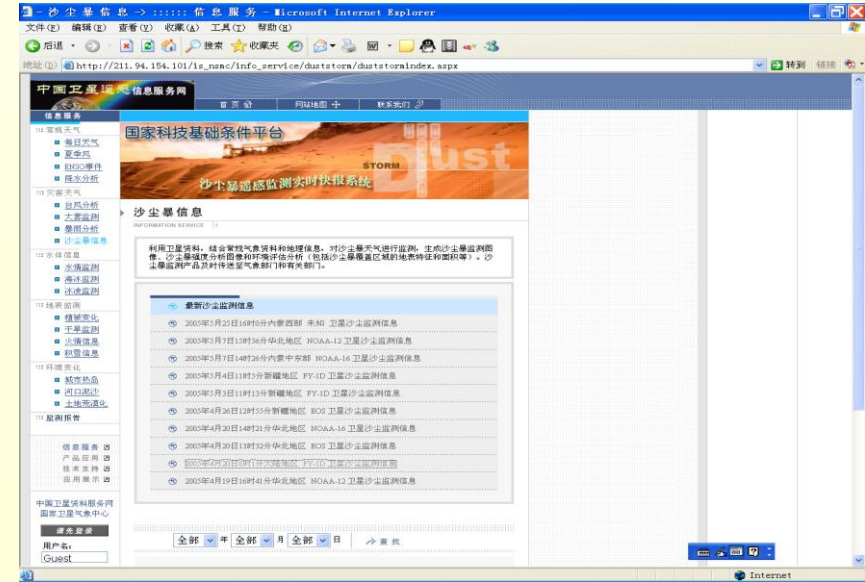 - 沙 尘 暴 信 息 -> :::::: 信 息 服 务 - Microsoft Internet Explorer
文件(F) 编辑(E) 查看(V) 收藏(A) 工具(T) 帮助(H)
后退 搜索 收藏夹
地址(D) http://211.94.154.101/is_nsmc/info_service/duststorm/duststormindex.aspx 转到 链接
中国卫星遥感信息服务网
首页 网站地图 联系我们
信息服务
常规天气
每日天气
夏季风
ENSO事件
降水分析
灾害天气
台风分析
大雾监测
暴雨分析
沙尘暴信息
水体信息
水情监测
海冰监测
冰凌监测
地表监测
植被变化
干旱监测
火情信息
积雪信息
环境变化
城市热岛
河口泥沙
土地荒漠化
监测报告
信息服务
产品应用
技术支持
应用展示
中国卫星资料服务网
国家卫星气象中心
请先登录
用户名:
Guest
国家科技基础条件平台
STORM
Dust
沙尘暴遥感监测实时快报系统
沙尘暴信息
INFORMATION SERVICE
利用卫星资料，结合常规气象资料和地理信息，对沙尘暴天气进行监测，生成沙尘暴监测图
像、沙尘暴强度分析图像和环境评估分析（包括沙尘暴覆盖区域的地表特征和面积等）。沙
尘暴监测产品及时传送至气象部门和有关部门。
最新沙尘监测信息
2005年5月25日16时0分内蒙西部 未知 卫星沙尘监测信息
2005年5月7日15时56分华北地区 NOAA-12 卫星沙尘监测信息
2005年5月7日14时26分内蒙中东部 NOAA-16 卫星沙尘监测信息
2005年5月4日11时5分新疆地区 FY-1D 卫星沙尘监测信息
2005年5月3日11时13分新疆地区 FY-1D 卫星沙尘监测信息
2005年4月26日12时55分新疆地区 EOS 卫星沙尘监测信息
2005年4月20日14时21分华北地区 NOAA-16 卫星沙尘监测信息
2005年4月20日13时32分华北地区 EOS 卫星沙尘监测信息
2005年4月20日8时1分大陆地区 FY-1D 卫星沙尘监测信息
2005年4月19日16时41分华北地区 NOAA-12 卫星沙尘监测信息
全部 年 全部 月 全部 日 查找
Internet